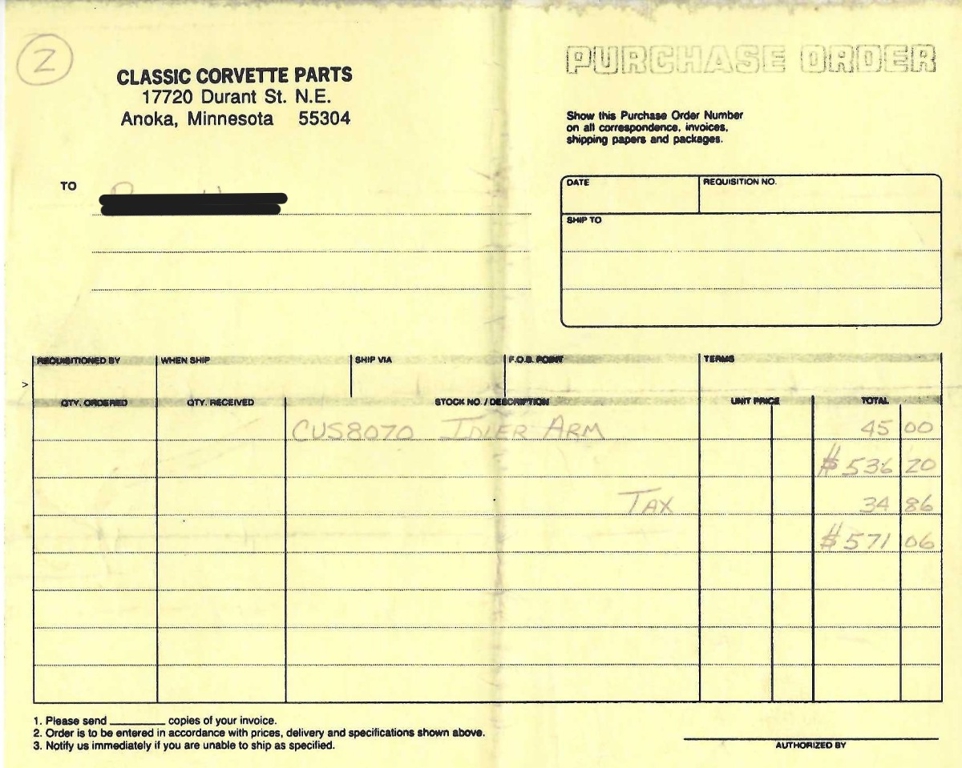 2
CLASSIC CORVETTE PARTS
17720 Durant St. N.E.
Anoka, Minnesota 55304
PURCHASE ORDER
Show this Purchase Order Number
on all correspondence, invoices,
shipping papers and packages.
TO
DATE REQUISITION NO.
SHIP TO
REQUISITIONED BY WHEN SHIP SHIP VIA F.O.B. POINT TERMS
QTY. ORDERED QTY. RECEIVED STOCK NO. / DESCRIPTION UNIT PRICE TOTAL
CUS8070 IDLER ARM 45 00
$536 20
TAX 34 86
$571 06
1. Please send ________ copies of your invoice.
2. Order is to be entered in accordance with prices, delivery and specifications shown above.
3. Notify us immediately if you are unable to ship as specified.
AUTHORIZED BY